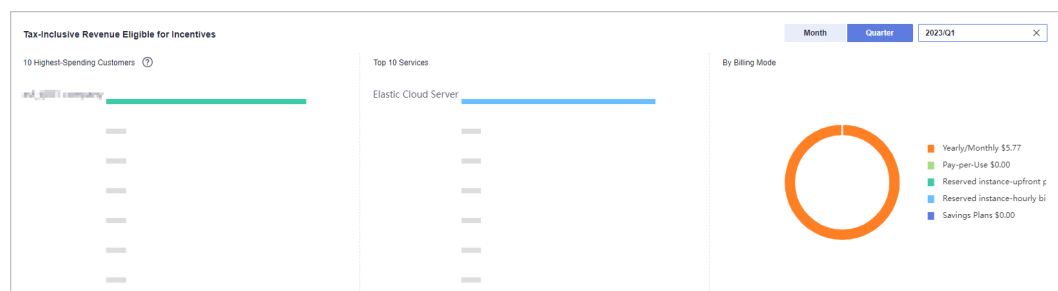 Tax-Inclusive Revenue Eligible for Incentives
Month
Quarter
2023/Q1
10 Highest-Spending Customers
Top 10 Services
By Billing Mode
company
Elastic Cloud Server
Yearly/Monthly $5.77
Pay-per-Use $0.00
Reserved instance-upfront p
Reserved instance-hourly bi
Savings Plans $0.00